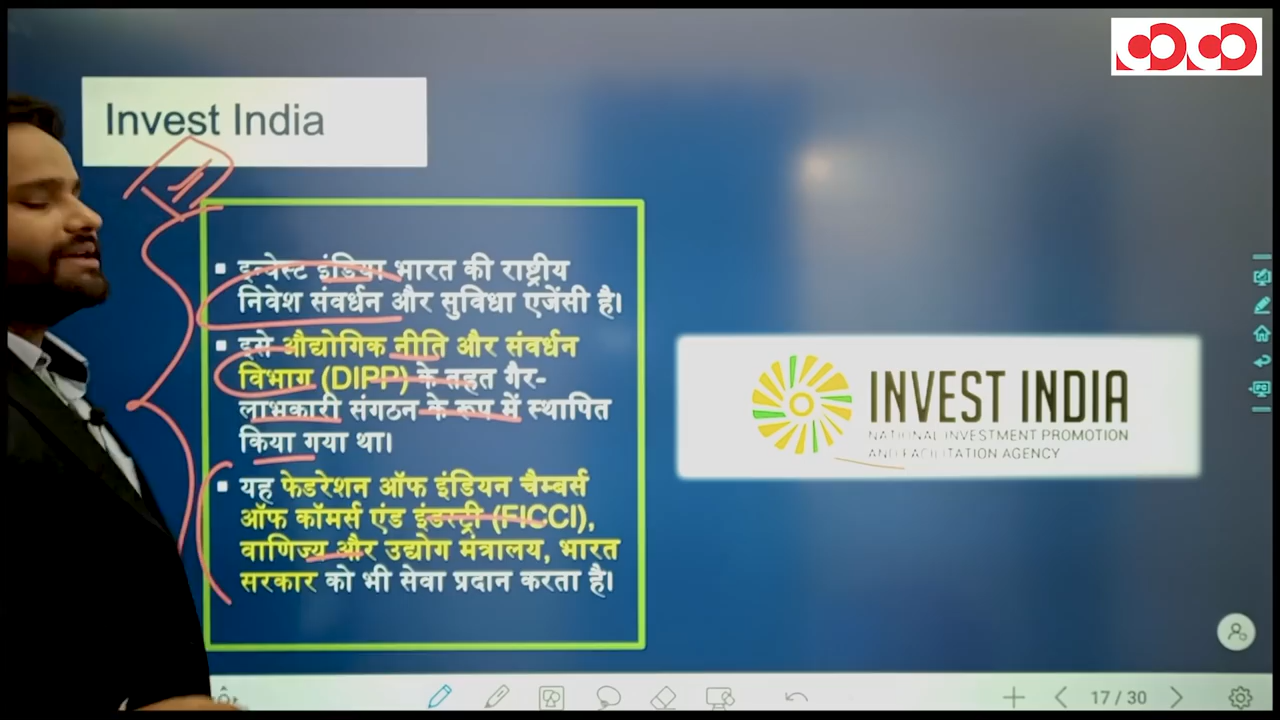 Invest India
इन्वेस्ट इंडिया भारत की राष्ट्रीय
निवेश संवर्धन और सुविधा एजेंसी है।
इसे औद्योगिक नीति और संवर्धन
विभाग (DIPP) के तहत गैर-
लाभकारी संगठन के रूप में स्थापित
किया गया था।
यह फेडरेशन ऑफ इंडियन चैम्बर्स
ऑफ कॉमर्स एंड इंडस्ट्री (FICCI),
वाणिज्य और उद्योग मंत्रालय, भारत
सरकार को भी सेवा प्रदान करता है।
INVEST INDIA
NATIONAL INVESTMENT PROMOTION
AND FACILITATION AGENCY
17 / 30